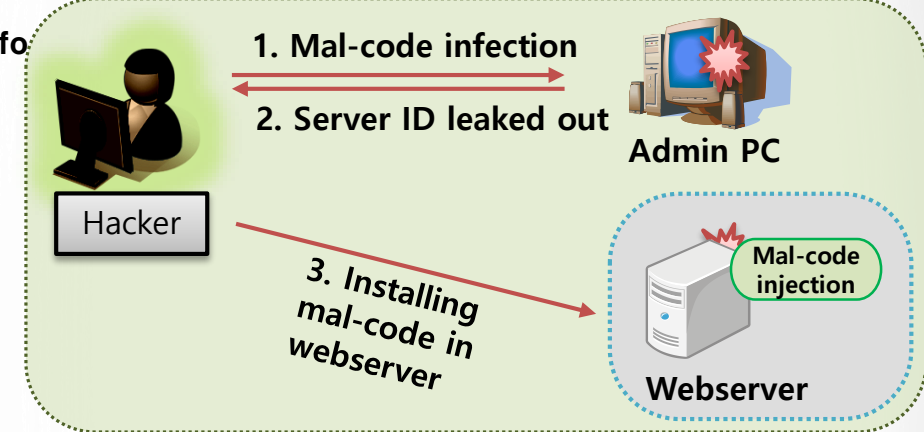 fo
1. Mal-code infection
2. Server ID leaked out
Admin PC
Hacker
3. Installing
mal-code in
webserver
Mal-code
injection
Webserver